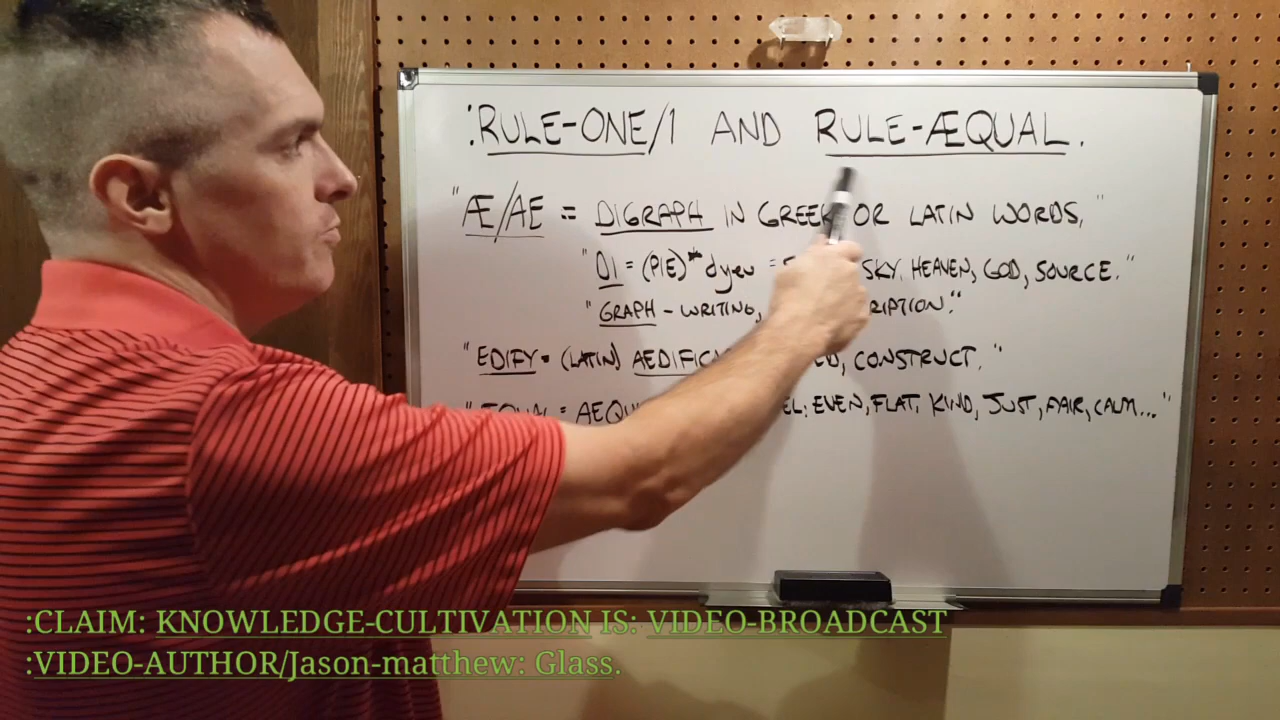 :RULE-ONE/1 AND RULE-ÆQUAL.
"Æ/AE = DIGRAPH IN GREEK OR LATIN WORDS,"
"DI = (PIE)* dyeu = SKY, HEAVEN, GOD, SOURCE."
"GRAPH - WRITING,
"EDIFY = (LATIN) CONSTRUCT,"
EVEN, FLAT, KIND, JUST, FAIR, CALM..."
:CLAIM: KNOWLEDGE-CULTIVATION IS: VIDEO-BROADCAST
:VIDEO-AUTHOR/Jason-matthew: Glass.